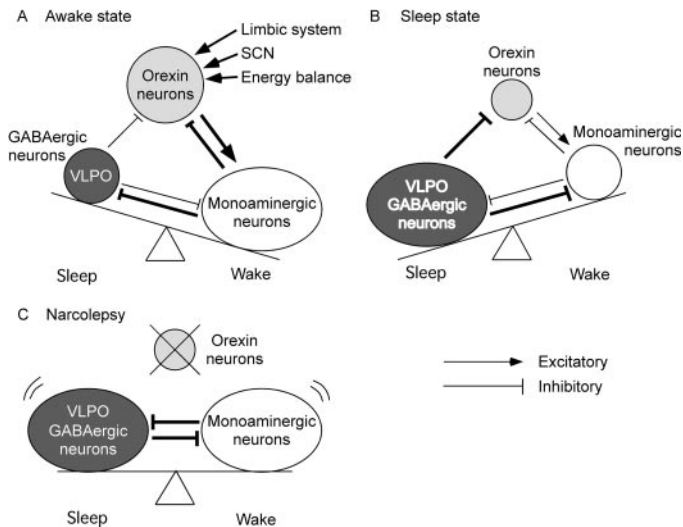 A Awake state
Limbic system
SCN
Energy balance
Orexin
neurons
GABAergic
neurons
VLPO
Monoaminergic
neurons
Sleep
Wake
B Sleep state
Orexin
neurons
Monoaminergic
neurons
VLPO
GABAergic
neurons
Sleep
Wake
C Narcolepsy
Orexin
neurons
VLPO
GABAergic
neurons
Monoaminergic
neurons
Sleep
Wake
Excitatory
Inhibitory